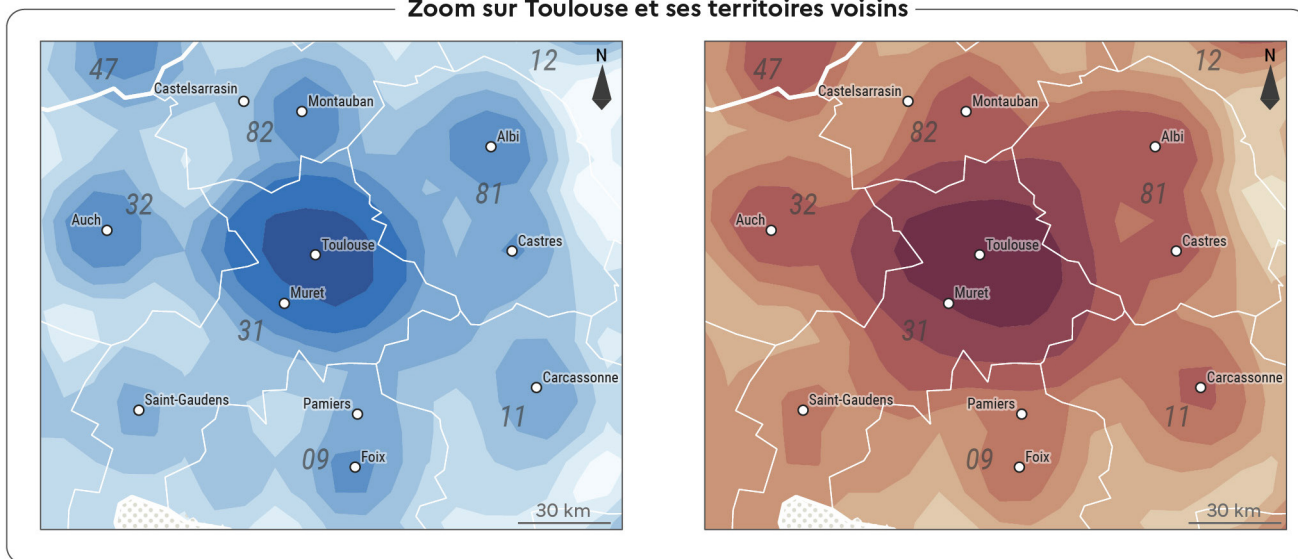 Zoom sur Toulouse et ses territoires voisins
47
12
N
Castelsarrasin
Montauban
82
Albi
81
32
Auch
Toulouse
Castres
Muret
31
Carcassonne
Saint-Gaudens
Pamiers
11
09
Foix
30 km
47
12
N
Castelsarrasin
Montauban
82
Albi
81
32
Auch
Toulouse
Castres
Muret
31
Carcassonne
Saint-Gaudens
Pamiers
11
09
Foix
30 km